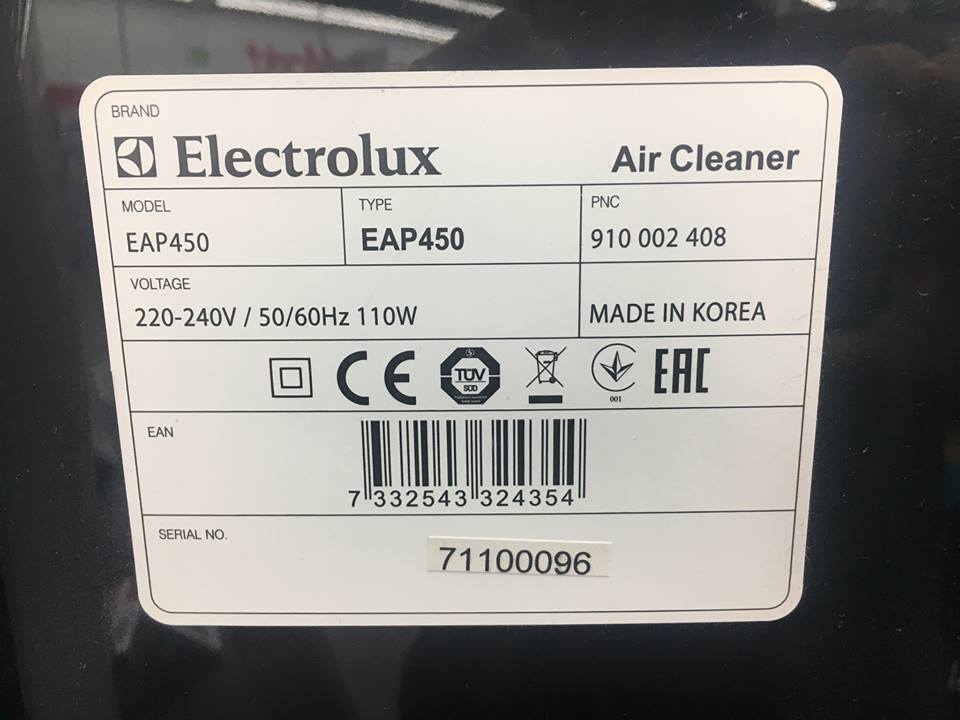 BRAND
Electrolux Air Cleaner
MODEL TYPE PNC
EAP450 EAP450 910 002 408
VOLTAGE
220-240V / 50/60Hz 110W MADE IN KOREA
CE TÜV SÜD 001 EAC
EAN
7 332543 324354
SERIAL NO.
71100096